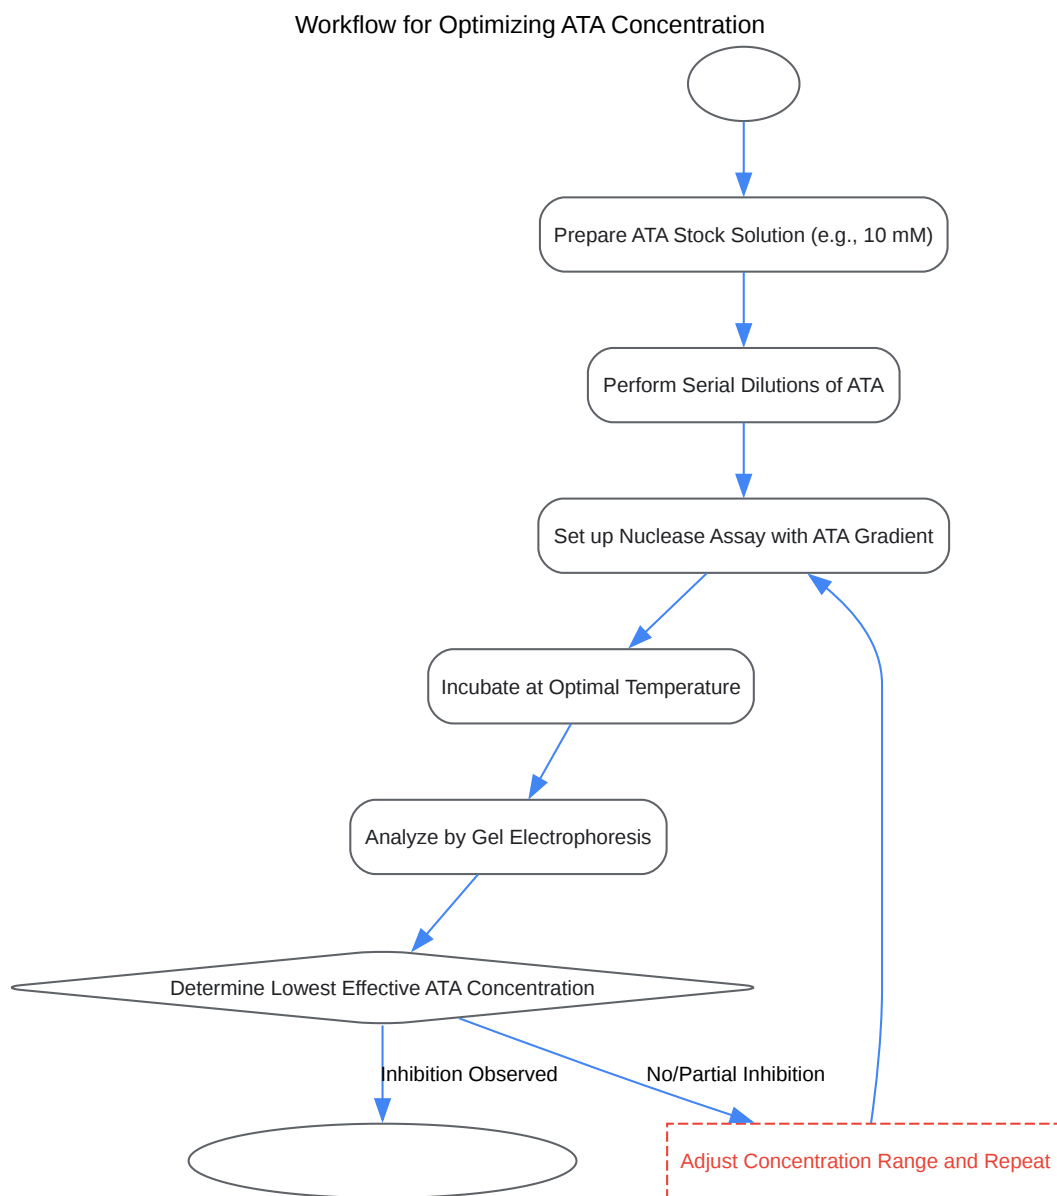 Workflow for Optimizing ATA Concentration
Prepare ATA Stock Solution (e.g., 10 mM)
Perform Serial Dilutions of ATA
Set up Nuclease Assay with ATA Gradient
Incubate at Optimal Temperature
Analyze by Gel Electrophoresis
Determine Lowest Effective ATA Concentration
Inhibition Observed
No/Partial Inhibition
Adjust Concentration Range and Repeat